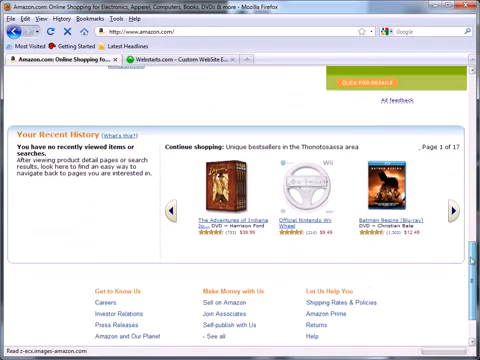 Amazon.com: Online Shopping for Electronics, Apparel, Computers, Books, DVDs & more - Mozilla Firefox
File Edit View History Bookmarks Tools Help
http://www.amazon.com/
Google
Most Visited Getting Started Latest Headlines
Amazon.com: Online Shopping fo... Webstarts.com - Custom WebSite E...
CLICK FOR DETAILS
Ad feedback
Your Recent History (What's this?)
You have no recently viewed items or searches.
After viewing product detail pages or search results, look here to find an easy way to navigate back to pages you are interested in.
Continue shopping: Unique bestsellers in the Thonotosassa area
Page 1 of 17
Wii
The Adventures of Indiana Jo... DVD ~ Harrison Ford
(732) $38.99
Official Nintendo Wii Wheel
(214) $9.49
Batman Begins [Blu-ray] DVD ~ Christian Bale
(1,303) $12.49
Get to Know Us
Careers
Investor Relations
Press Releases
Amazon and Our Planet
Make Money with Us
Sell on Amazon
Join Associates
Self-publish with Us
› See all
Let Us Help You
Shipping Rates & Policies
Amazon Prime
Returns
Help
Read z-ecx.images-amazon.com